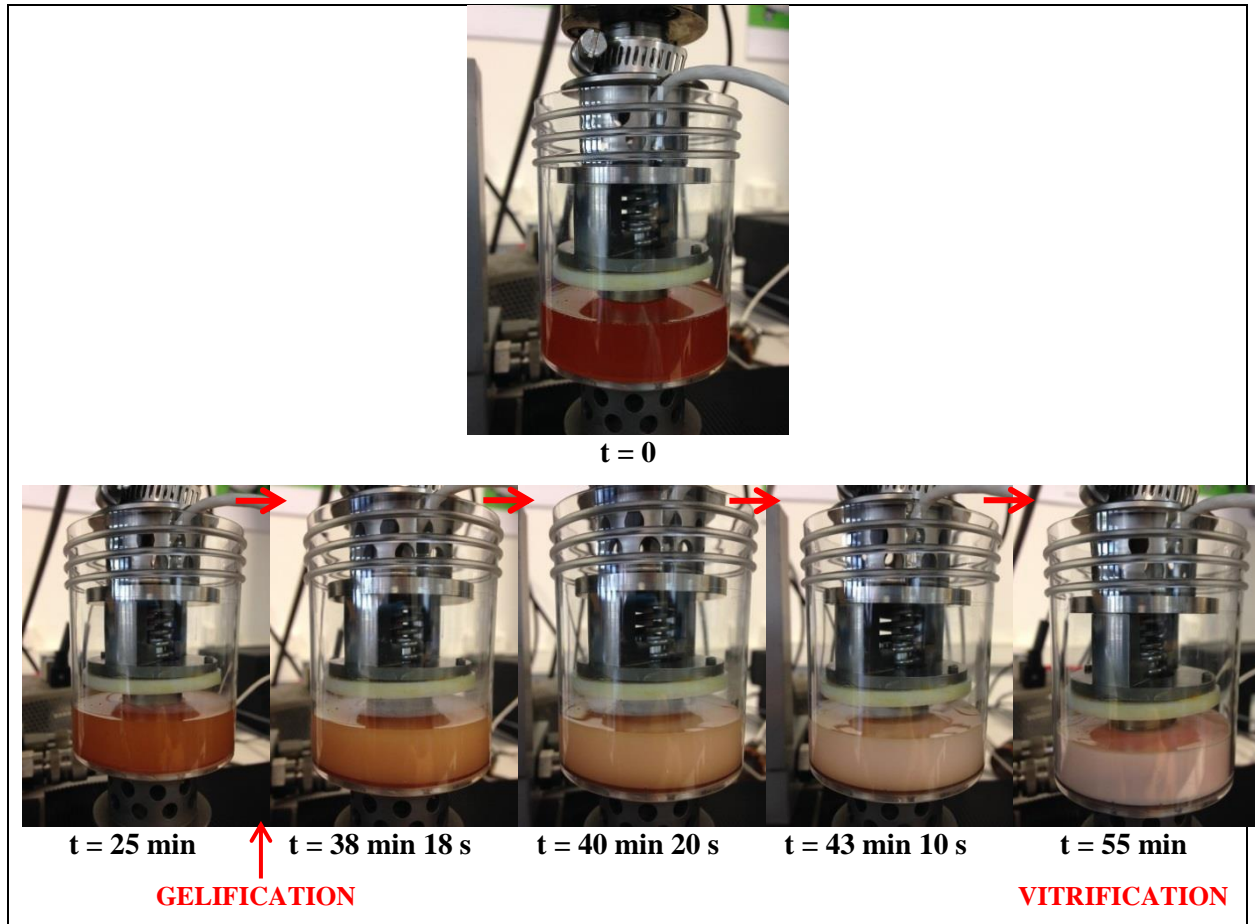 t = 0
t = 25 min
t = 38 min 18 s
t = 40 min 20 s
t = 43 min 10 s
t = 55 min
GELIFICATION
VITRIFICATION